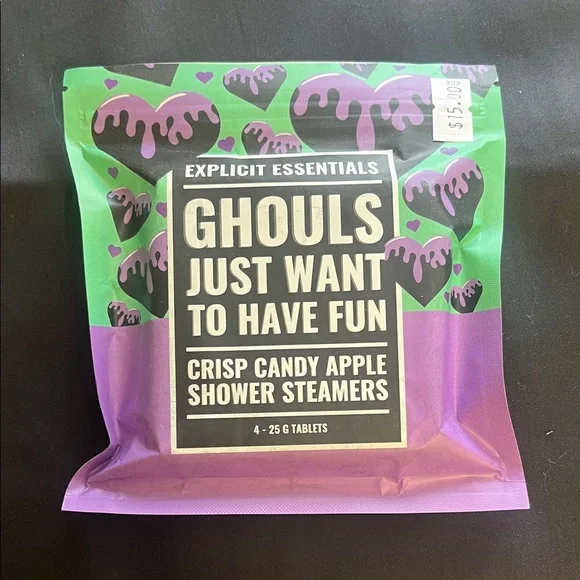 $15.00
EXPLICIT ESSENTIALS
GHOULS
JUST WANT
TO HAVE FUN
CRISP CANDY APPLE
SHOWER STEAMERS
4 - 25 G TABLETS